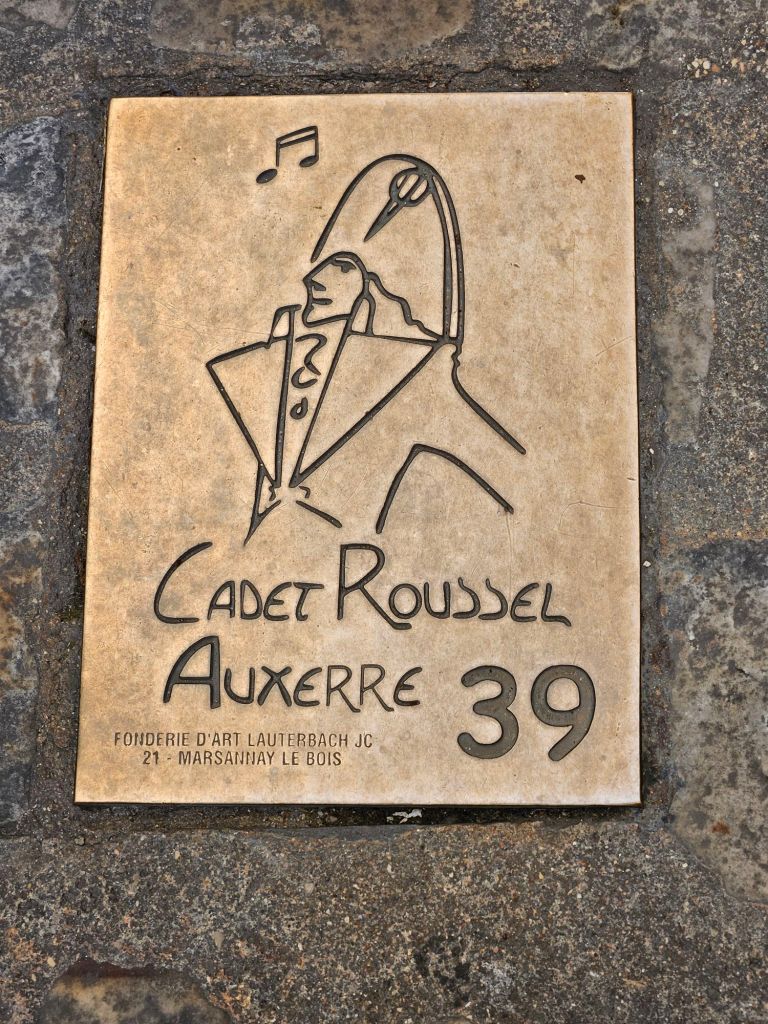 CADET ROUSSEL
AUXERRE 39
FONDERIE D'ART LAUTERBACH JC
21 - MARSANNAY LE BOIS